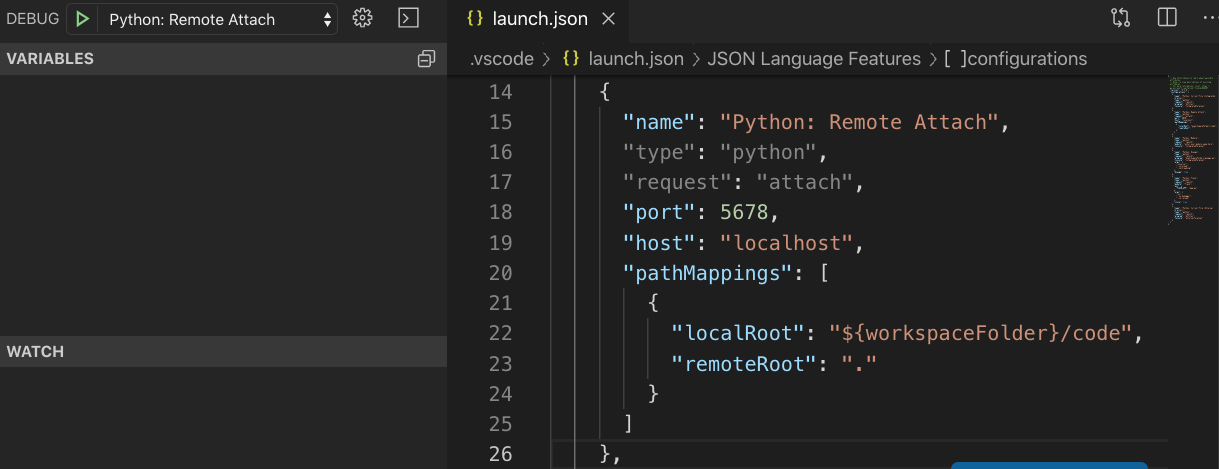 DEBUG Python: Remote Attach
VARIABLES
WATCH
{} launch.json
.vscode > {} launch.json > JSON Language Features > [ ]configurations
14 {
15 "name": "Python: Remote Attach",
16 "type": "python",
17 "request": "attach",
18 "port": 5678,
19 "host": "localhost",
20 "pathMappings": [
21 {
22 "localRoot": "${workspaceFolder}/code",
23 "remoteRoot": "."
24 }
25 ]
26 },